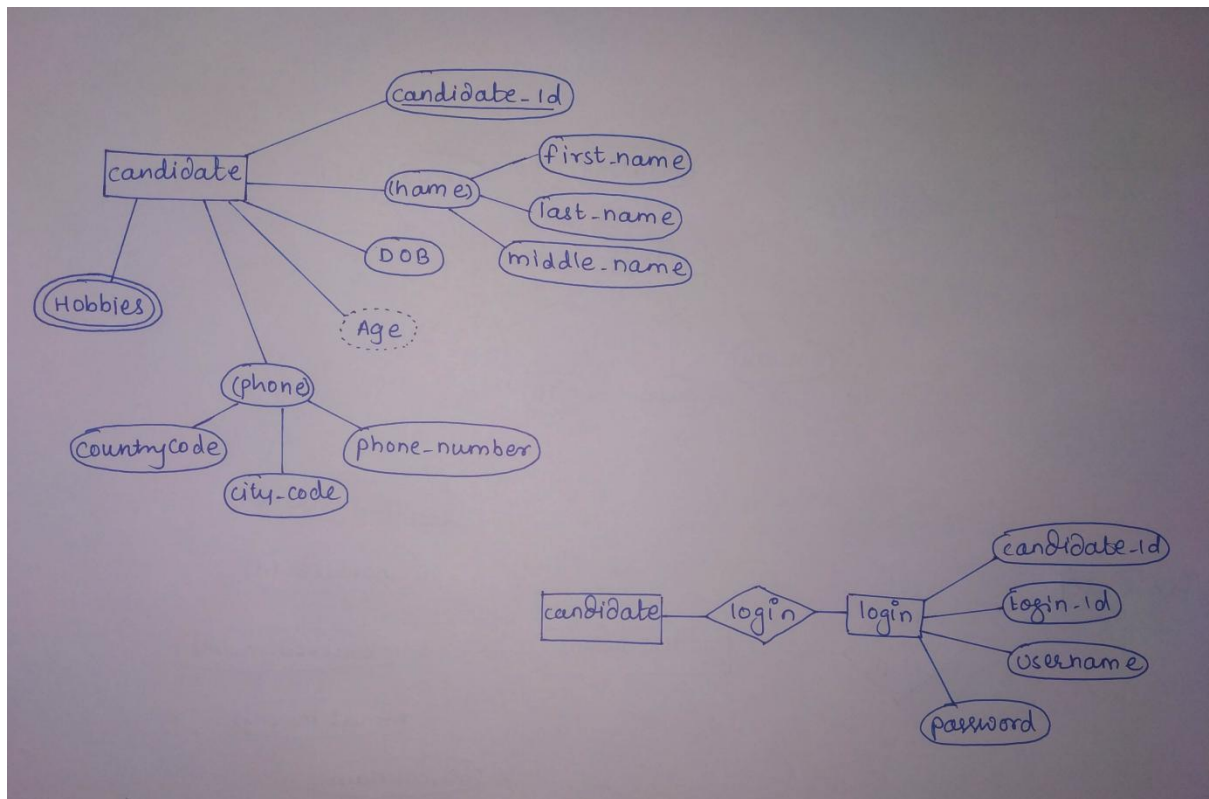 candidate_id
candidate
(name)
first_name
last_name
middle_name
DOB
Age
Hobbies
(phone)
countrycode
city_code
phone_number
candidate
login
login
candidate_id
login_id
username
password